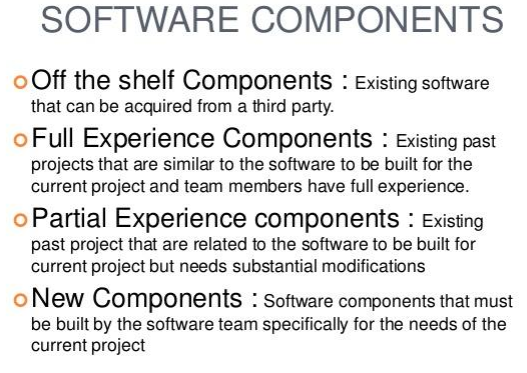 SOFTWARE COMPONENTS
Off the shelf Components : Existing software
that can be acquired from a third party.
Full Experience Components : Existing past
projects that are similar to the software to be built for the
current project and team members have full experience.
Partial Experience components : Existing
past project that are related to the software to be built for
current project but needs substantial modifications
New Components : Software components that must
be built by the software team specifically for the needs of the
current project